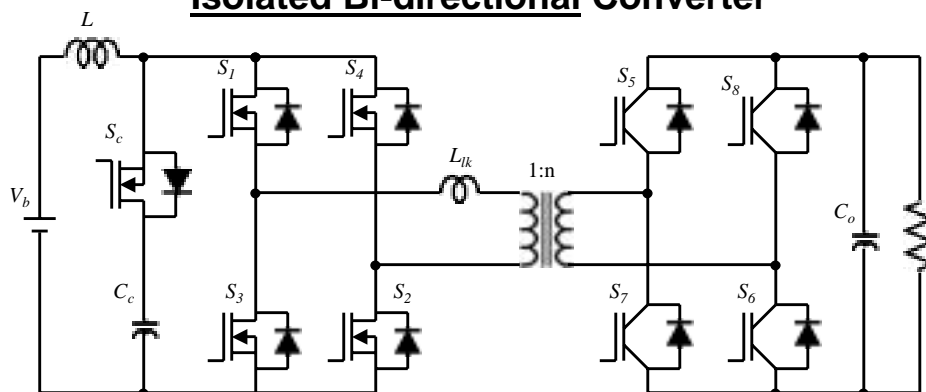 Isolated Bi-directional Converter
L
S1
S4
S5
S8
Sc
Llk
1:n
Vb
Co
Cc
S3
S2
S7
S6